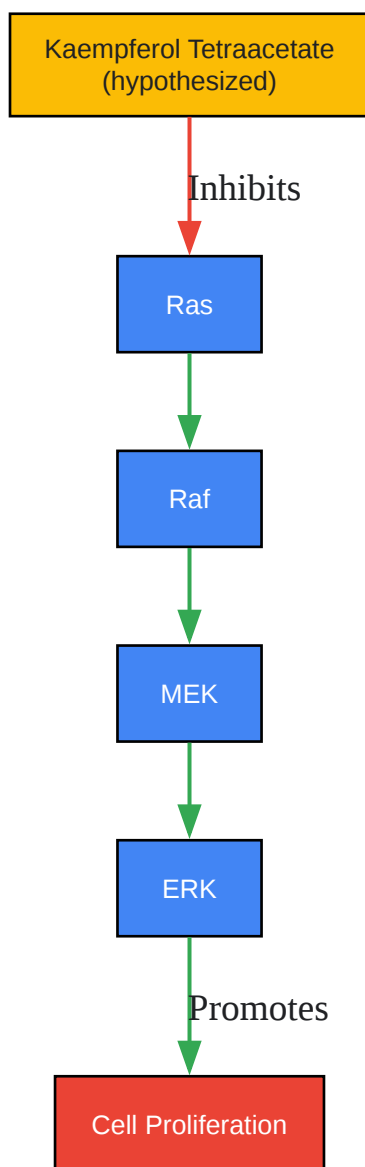 Kaempferol Tetraacetate
(hypothesized)
Inhibits
Ras
Raf
MEK
ERK
Promotes
Cell Proliferation